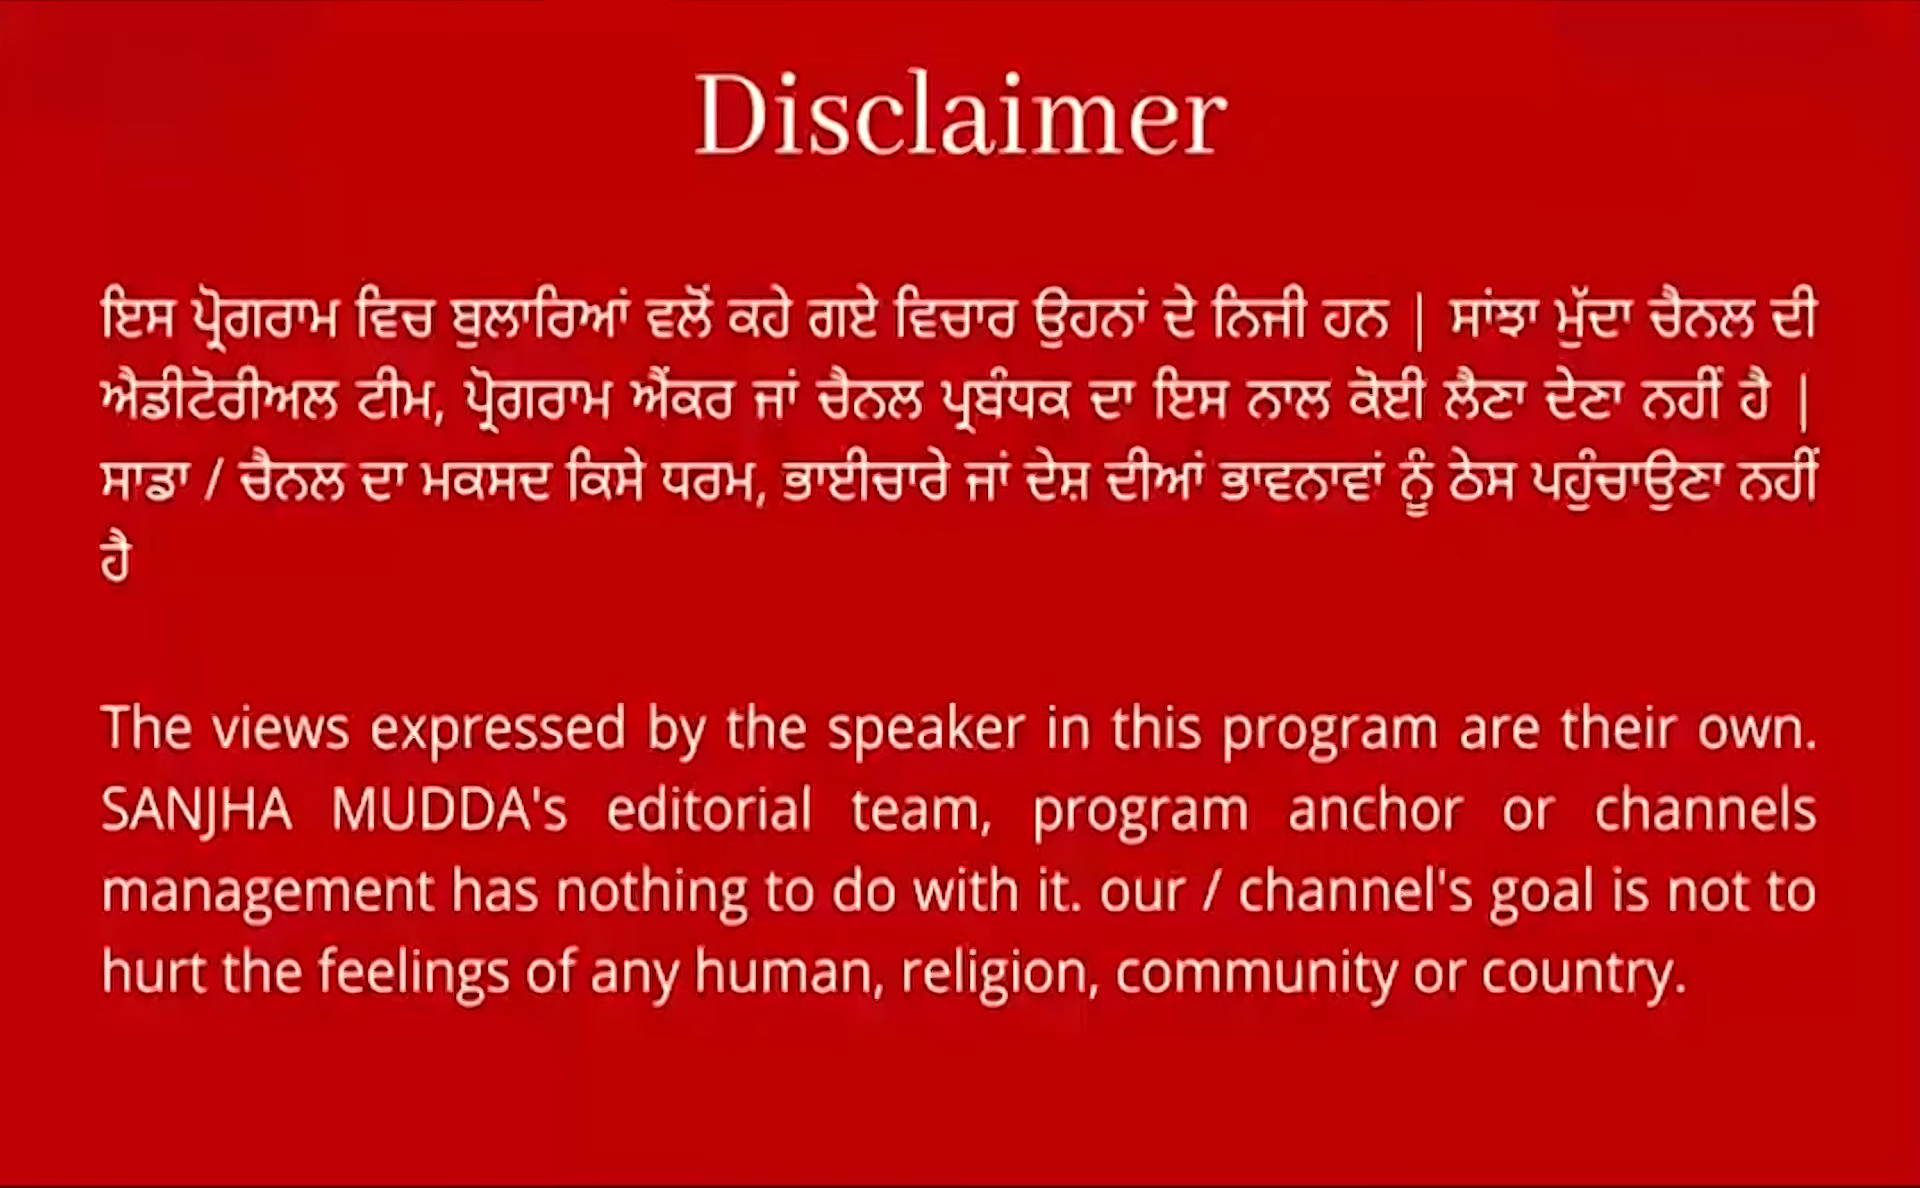 Disclaimer
ਇਸ ਪ੍ਰੋਗਰਾਮ ਵਿਚ ਬੁਲਾਰਿਆਂ ਵਲੋਂ ਕਹੇ ਗਏ ਵਿਚਾਰ ਉਹਨਾਂ ਦੇ ਨਿਜੀ ਹਨ | ਸਾਂਝਾ ਮੁੱਦਾ ਚੈਨਲ ਦੀ
ਐਡੀਟੋਰੀਅਲ ਟੀਮ, ਪ੍ਰੋਗਰਾਮ ਐਂਕਰ ਜਾਂ ਚੈਨਲ ਪ੍ਰਬੰਧਕ ਦਾ ਇਸ ਨਾਲ ਕੋਈ ਲੈਣਾ ਦੇਣਾ ਨਹੀਂ ਹੈ |
ਸਾਡਾ / ਚੈਨਲ ਦਾ ਮਕਸਦ ਕਿਸੇ ਧਰਮ, ਭਾਈਚਾਰੇ ਜਾਂ ਦੇਸ਼ ਦੀਆਂ ਭਾਵਨਾਵਾਂ ਨੂੰ ਠੇਸ ਪਹੁੰਚਾਉਣਾ ਨਹੀਂ
ਹੈ
The views expressed by the speaker in this program are their own.
SANJHA MUDDA's editorial team, program anchor or channels
management has nothing to do with it. our / channel's goal is not to
hurt the feelings of any human, religion, community or country.